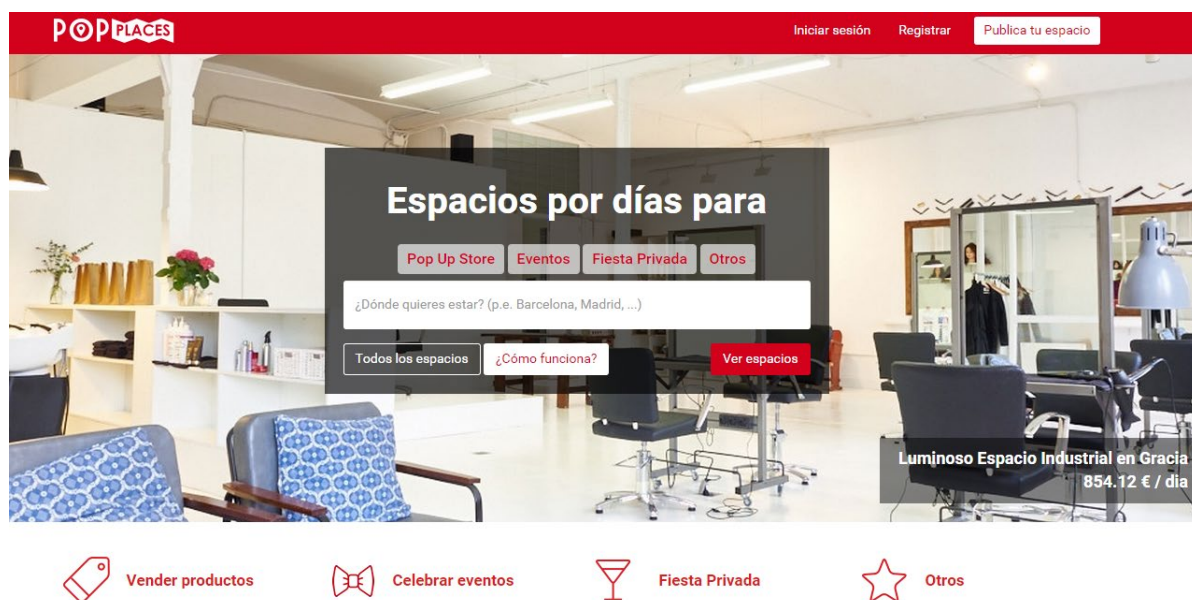 POP PLACES
Iniciar sesión
Registrar
Publica tu espacio
Espacios por días para
Pop Up Store
Eventos
Fiesta Privada
Otros
¿Dónde quieres estar? (p.e. Barcelona, Madrid, ...)
Todos los espacios
¿Cómo funciona?
Ver espacios
Luminoso Espacio Industrial en Gracia
854.12 € / dia
Vender productos
Celebrar eventos
Fiesta Privada
Otros